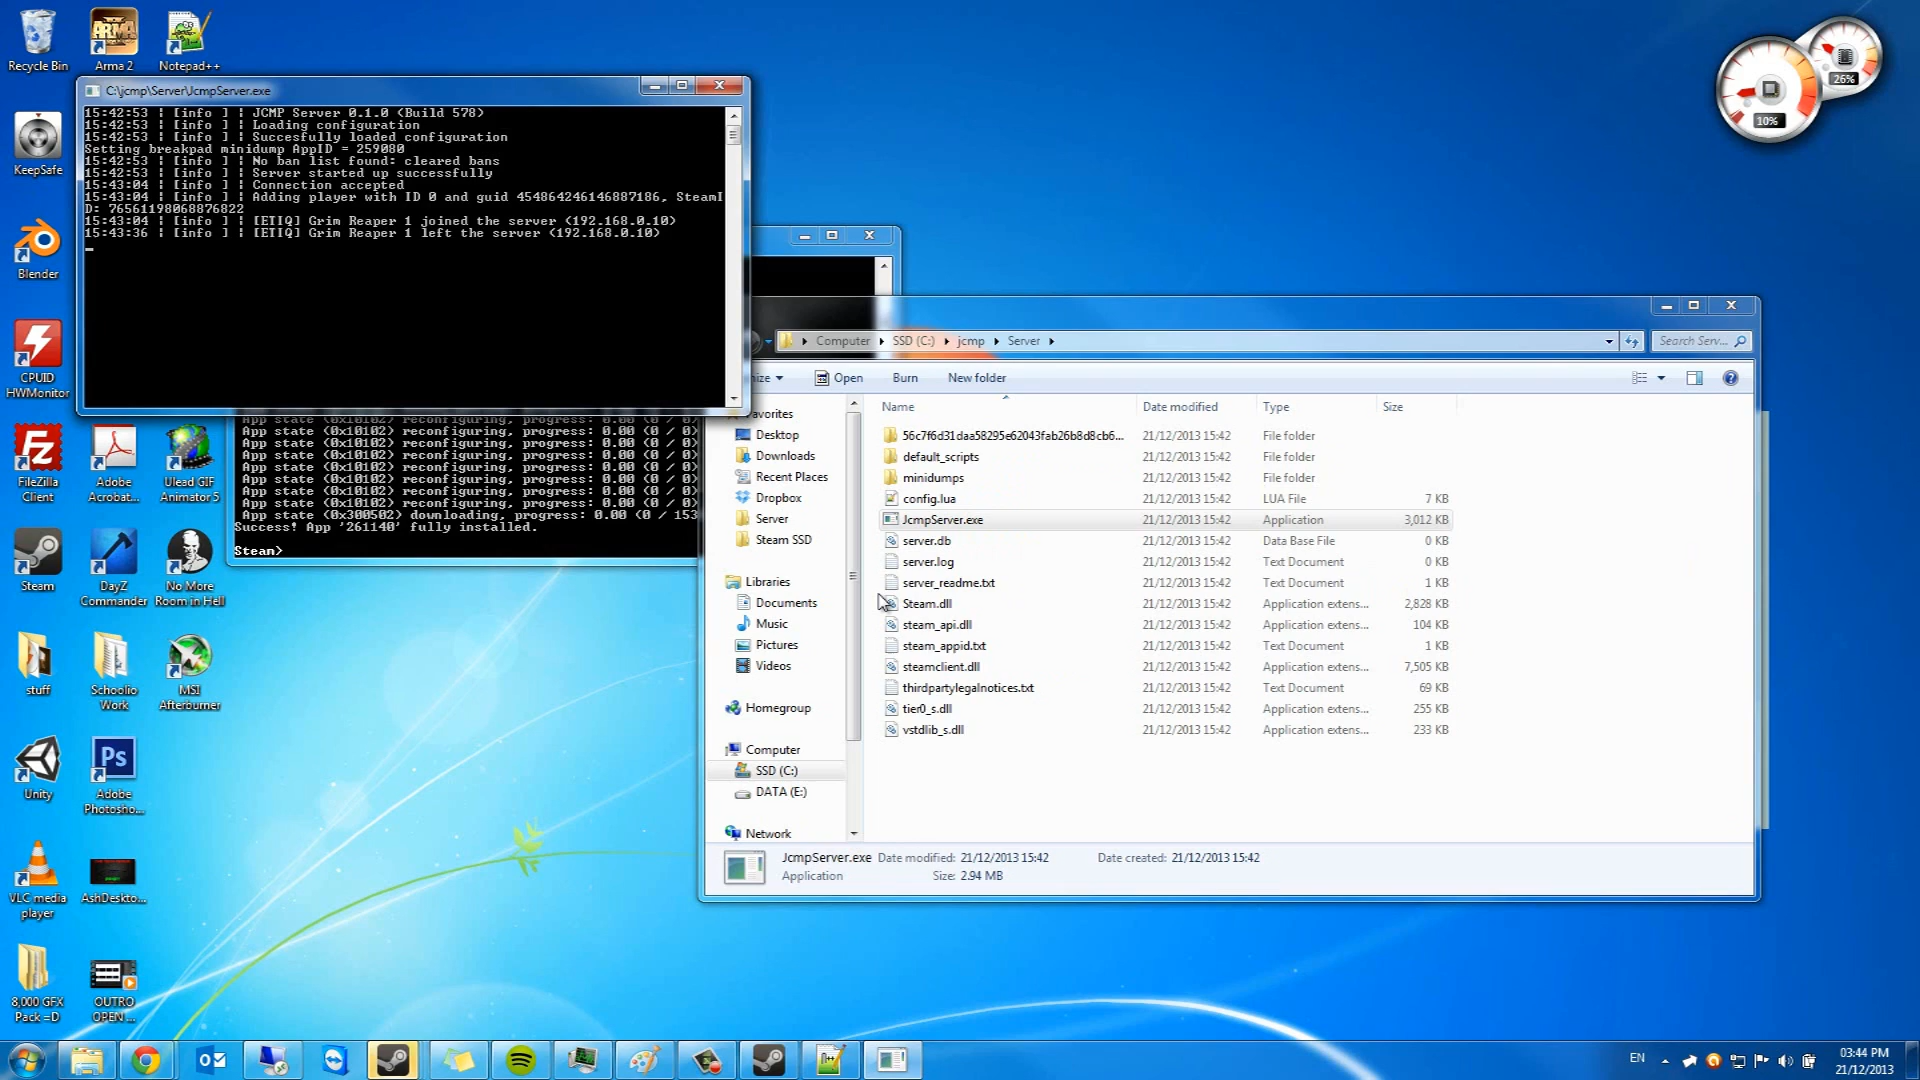 Recycle Bin
Arma 2
Notepad++
KeepSafe
Blender
CPUID
HWMonitor
FileZilla
Client
Adobe
Acrobat...
Ulead GIF
Animator 5
Steam
DayZ
Commander
No More
Room in Hell
stuff
Schoolio
Work
MSI
Afterburner
Unity
Adobe
Photosho...
VLC media
player
AshDeskto...
8,000 GFX
Pack =D
OUTRO
OPEN ...
C:\jcmp\Server\JcmpServer.exe
15:42:53 | [info ] | JCMP Server 0.1.0 (Build 578)
15:42:53 | [info ] | Loading configuration
15:42:53 | [info ] | Succesfully loaded configuration
Setting breakpad minidump AppID = 259080
15:42:53 | [info ] | No ban list found: cleared bans
15:42:53 | [info ] | Server started up successfully
15:43:04 | [info ] | Connection accepted
15:43:04 | [info ] | Adding player with ID 0 and guid 454864246146887186, SteamI
D: 76561198068876822
15:43:04 | [info ] | [ETIQ] Grim Reaper 1 joined the server (192.168.0.10)
15:43:36 | [info ] | [ETIQ] Grim Reaper 1 left the server (192.168.0.10)
App state (0x10102) reconfiguring, progress: 0.00 (0 / 0)
App state (0x10102) reconfiguring, progress: 0.00 (0 / 0)
App state (0x10102) reconfiguring, progress: 0.00 (0 / 0)
App state (0x10102) reconfiguring, progress: 0.00 (0 / 0)
App state (0x10102) reconfiguring, progress: 0.00 (0 / 0)
App state (0x10102) reconfiguring, progress: 0.00 (0 / 0)
App state (0x10102) reconfiguring, progress: 0.00 (0 / 0)
App state (0x10102) reconfiguring, progress: 0.00 (0 / 0)
App state (0x300502) downloading, progress: 0.00 (0 / 153
Success! App '261140' fully installed.
Steam>
26%
10%
Computer SSD (C:) jcmp Server
Search Serv...
ize Open Burn New folder
avorites
Desktop
Downloads
Recent Places
Dropbox
Server
Steam SSD
Libraries
Documents
Music
Pictures
Videos
Homegroup
Computer
SSD (C:)
DATA (E:)
Network
Name Date modified Type Size
56c7f6d31daa58295e62043fab26b8d8cb6... 21/12/2013 15:42 File folder
default_scripts 21/12/2013 15:42 File folder
minidumps 21/12/2013 15:42 File folder
config.lua 21/12/2013 15:42 LUA File 7 KB
JcmpServer.exe 21/12/2013 15:42 Application 3,012 KB
server.db 21/12/2013 15:42 Data Base File 0 KB
server.log 21/12/2013 15:42 Text Document 0 KB
server_readme.txt 21/12/2013 15:42 Text Document 1 KB
Steam.dll 21/12/2013 15:42 Application extens... 2,828 KB
steam_api.dll 21/12/2013 15:42 Application extens... 104 KB
steam_appid.txt 21/12/2013 15:42 Text Document 1 KB
steamclient.dll 21/12/2013 15:42 Application extens... 7,505 KB
thirdpartylegalnotices.txt 21/12/2013 15:42 Text Document 69 KB
tier0_s.dll 21/12/2013 15:42 Application extens... 255 KB
vstdlib_s.dll 21/12/2013 15:42 Application extens... 233 KB
JcmpServer.exe Date modified: 21/12/2013 15:42 Date created: 21/12/2013 15:42
Application Size: 2.94 MB
EN
03:44 PM
21/12/2013